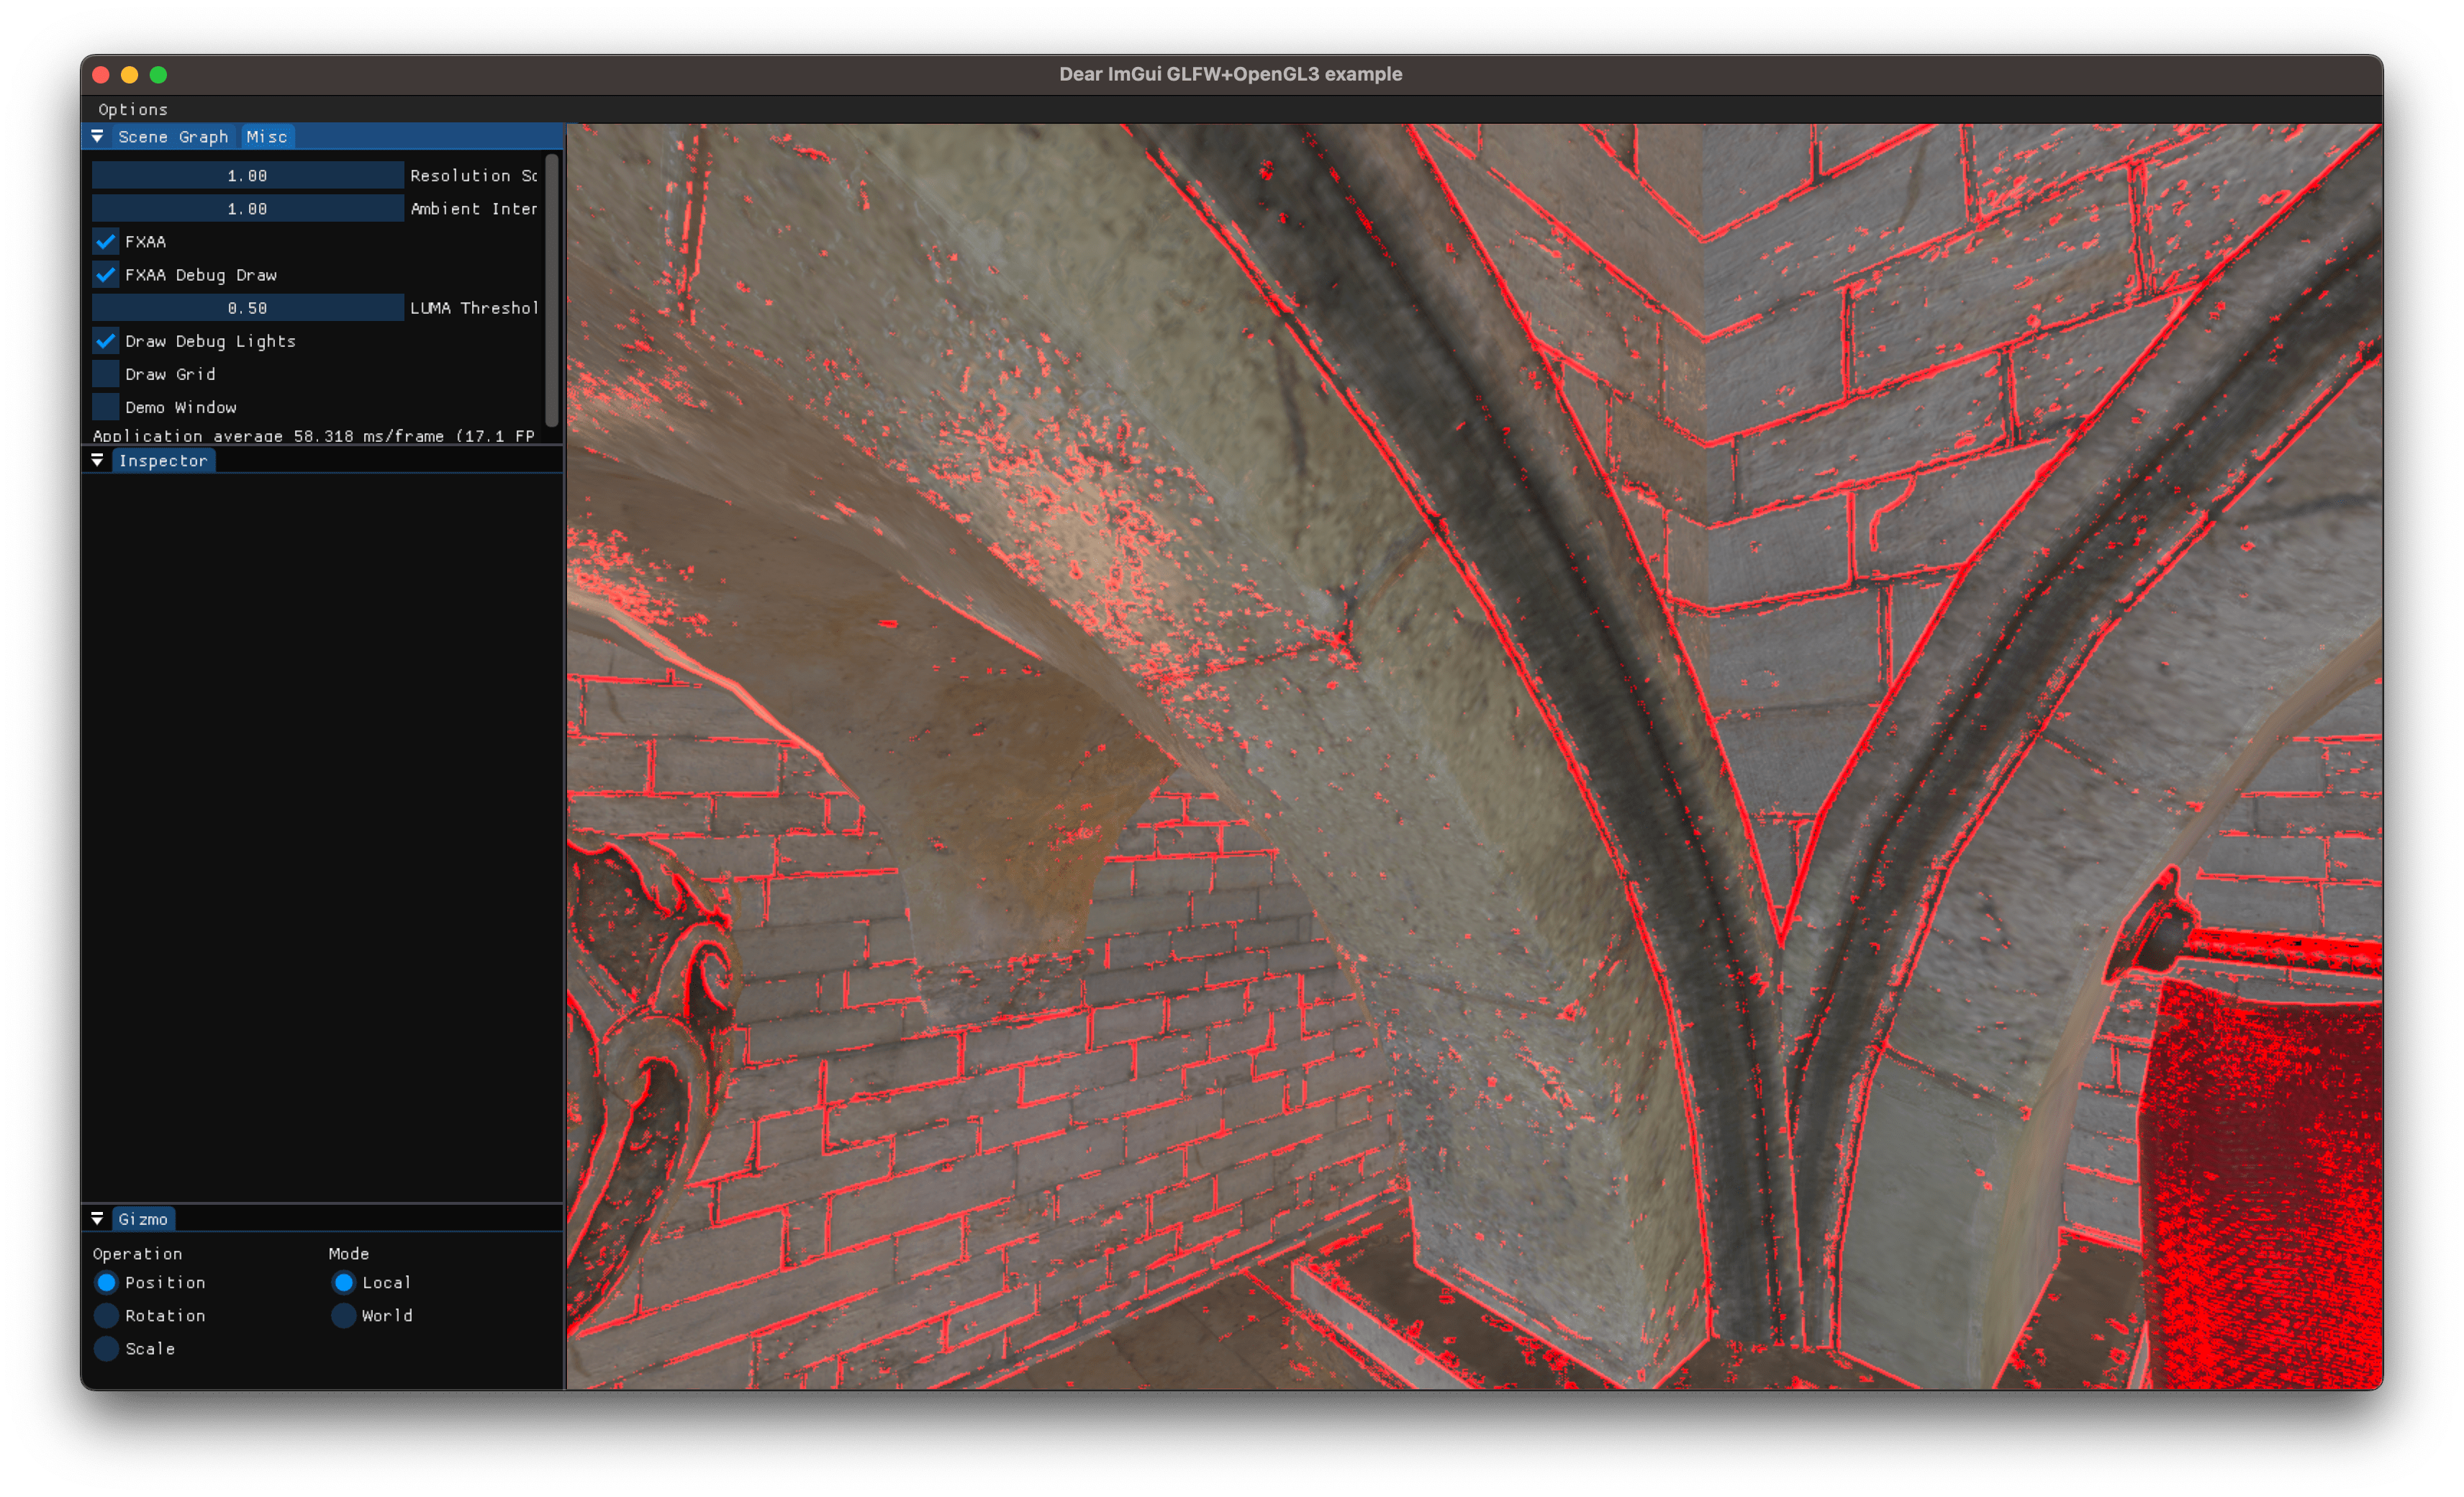 Dear ImGui GLFW+OpenGL3 example
Options
Scene Graph Misc
1.00 Resolution Sc
1.00 Ambient Inter
FXAA
FXAA Debug Draw
0.50 LUMA Threshol
Draw Debug Lights
Draw Grid
Demo Window
Application average 58.318 ms/frame (17.1 FP
Inspector
Gizmo
Operation Mode
Position Local
Rotation World
Scale